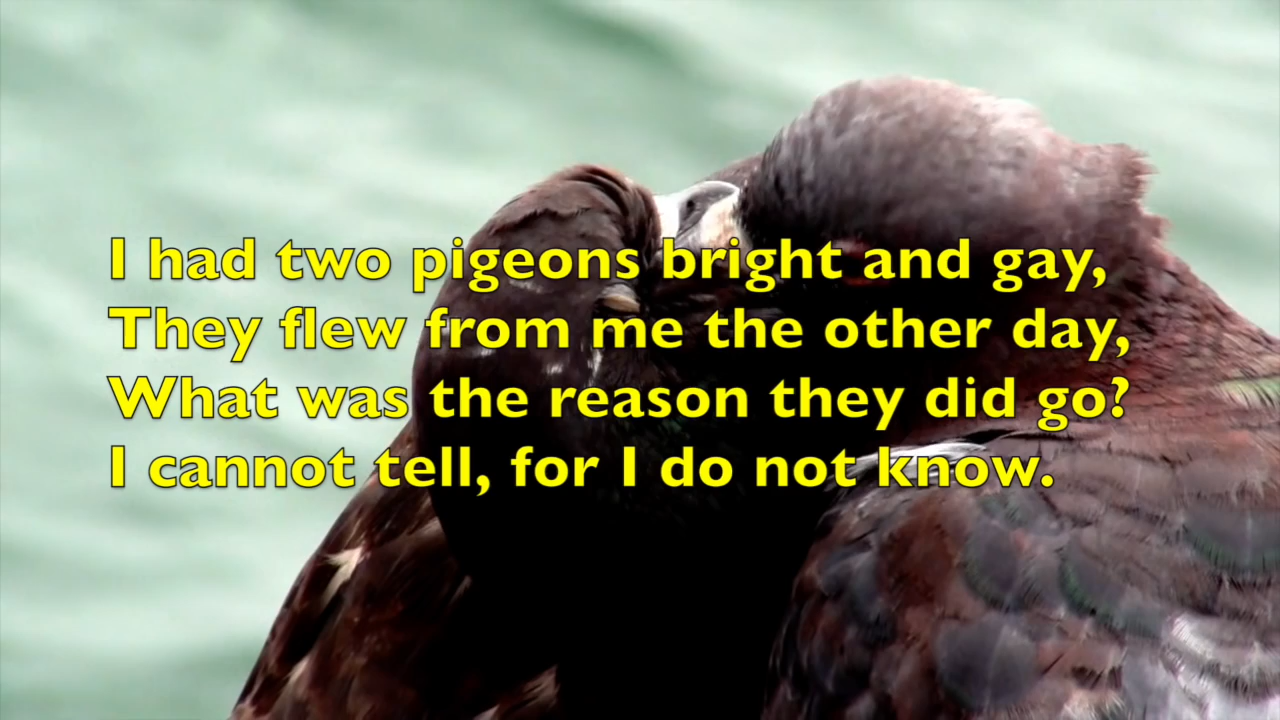 I had two pigeons bright and gay,
They flew from me the other day,
What was the reason they did go?
I cannot tell, for I do not know.